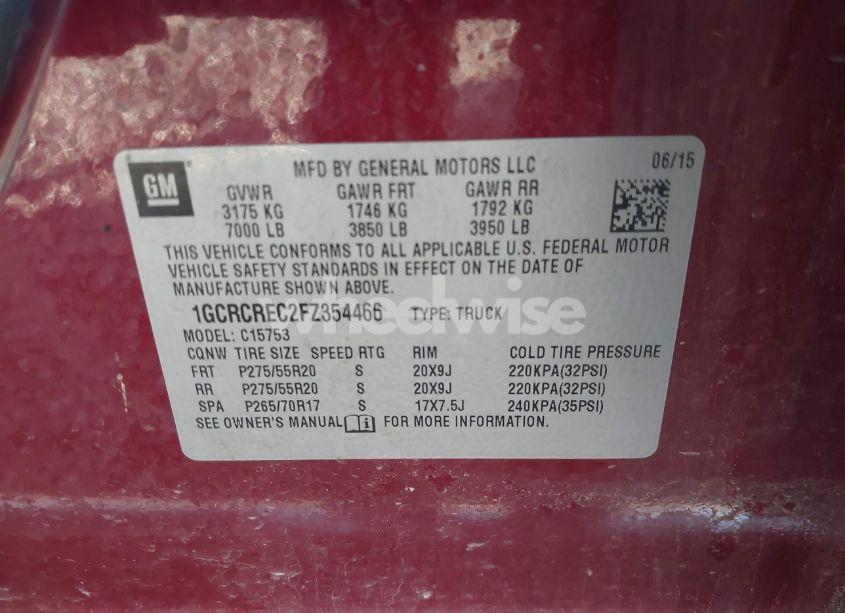 GM
MFD BY GENERAL MOTORS LLC 06/15
GVWR GAWR FRT GAWR RR
3175 KG 1746 KG 1792 KG
7000 LB 3850 LB 3950 LB
THIS VEHICLE CONFORMS TO ALL APPLICABLE U.S. FEDERAL MOTOR
VEHICLE SAFETY STANDARDS IN EFFECT ON THE DATE OF
MANUFACTURE SHOWN ABOVE.
1GCRCREC2FZ354466 TYPE: TRUCK
wheelwise
MODEL: C15753
CQNW TIRE SIZE SPEED RTG RIM COLD TIRE PRESSURE
FRT P275/55R20 S 20X9J 220KPA(32PSI)
RR P275/55R20 S 20X9J 220KPA(32PSI)
SPA P265/70R17 S 17X7.5J 240KPA(35PSI)
SEE OWNER'S MANUAL FOR MORE INFORMATION.